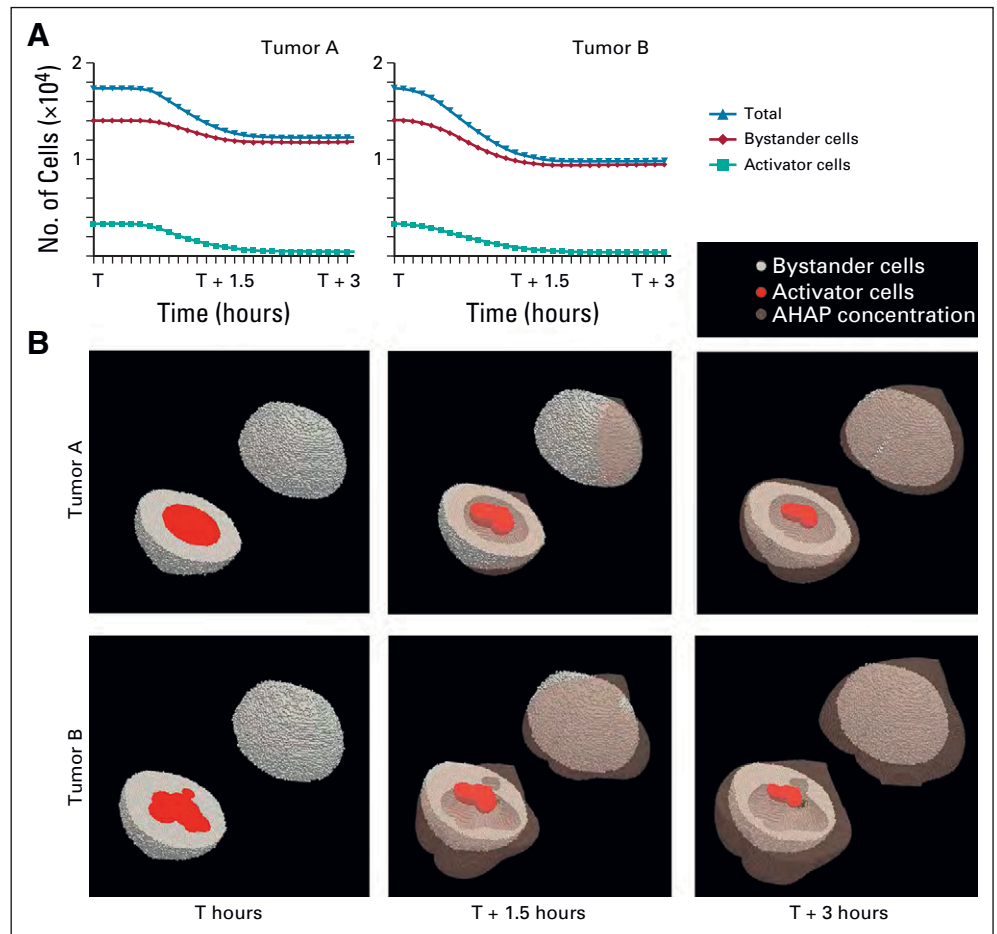 A
Tumor A
Tumor B
2
1
No. of Cells (×10⁴)
T
T + 1.5
T + 3
Time (hours)
2
1
T
T + 1.5
T + 3
Time (hours)
Total
Bystander cells
Activator cells
Bystander cells
Activator cells
AHAP concentration
B
Tumor A
Tumor B
T hours
T + 1.5 hours
T + 3 hours